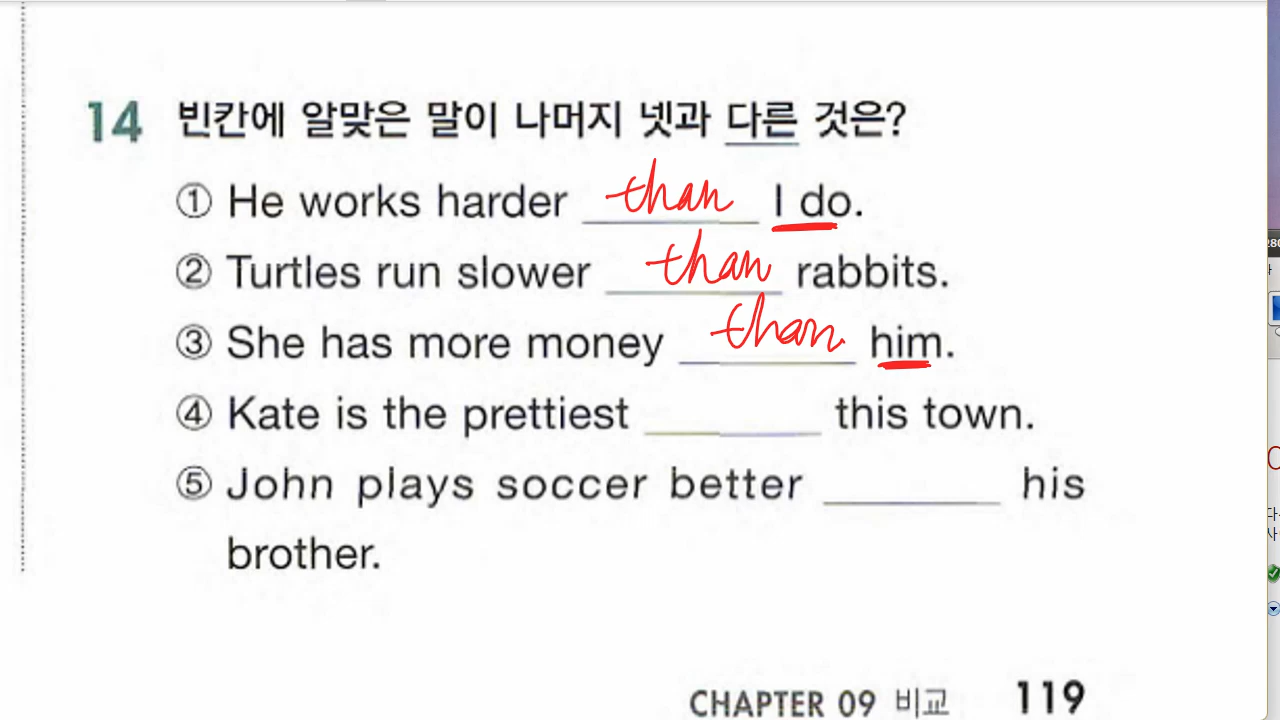 14 빈칸에 알맞은 말이 나머지 넷과 다른 것은?
① He works harder than I do.
② Turtles run slower than rabbits.
③ She has more money than him.
④ Kate is the prettiest ________ this town.
⑤ John plays soccer better ________ his
brother.
CHAPTER 09 비교 119